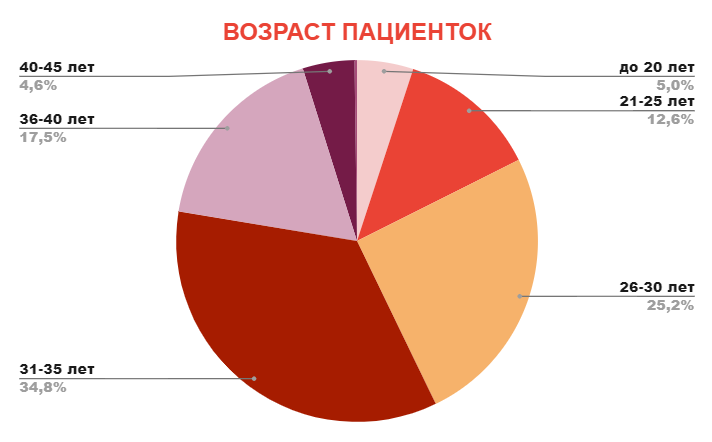 ВОЗРАСТ ПАЦИЕНТОК
40-45 лет
4,6%
36-40 лет
17,5%
31-35 лет
34,8%
до 20 лет
5,0%
21-25 лет
12,6%
26-30 лет
25,2%